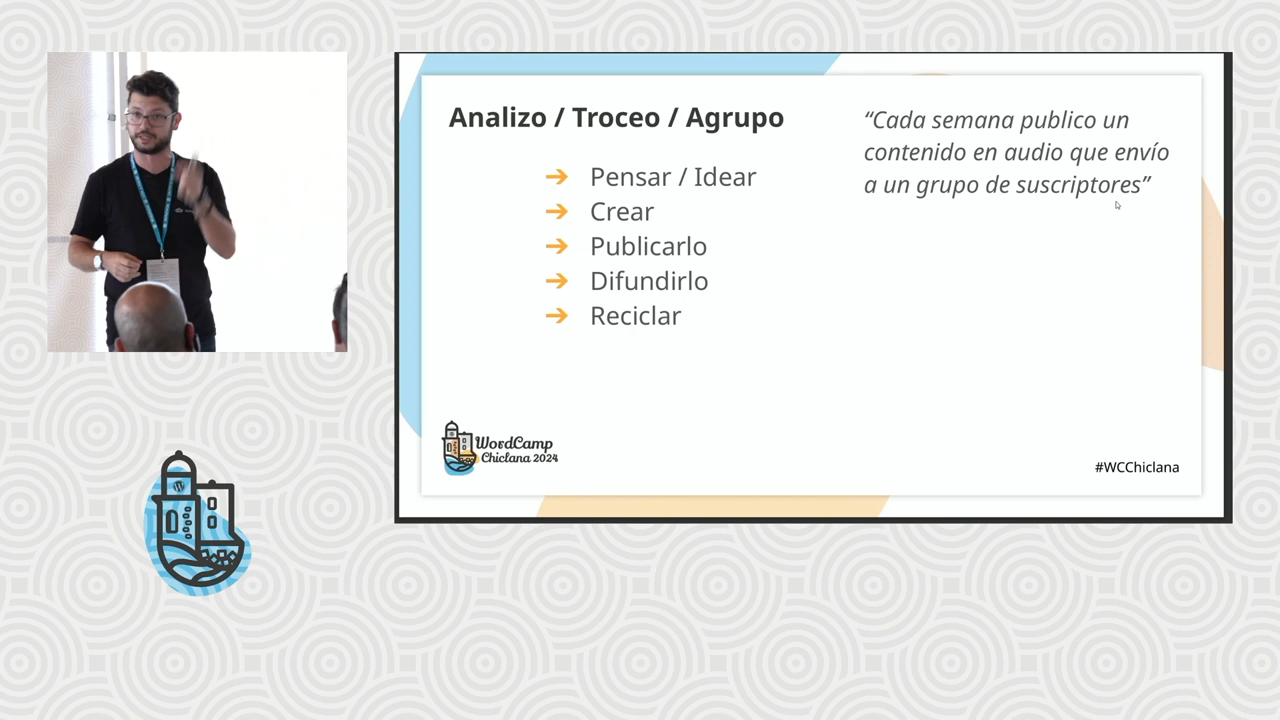 Analizo / Troceo / Agrupo
➔ Pensar / Idear
➔ Crear
➔ Publicarlo
➔ Difundirlo
➔ Reciclar
“Cada semana publico un
contenido en audio que envío
a un grupo de suscriptores”
WordCamp
Chiclana 2024
#WCChiclana